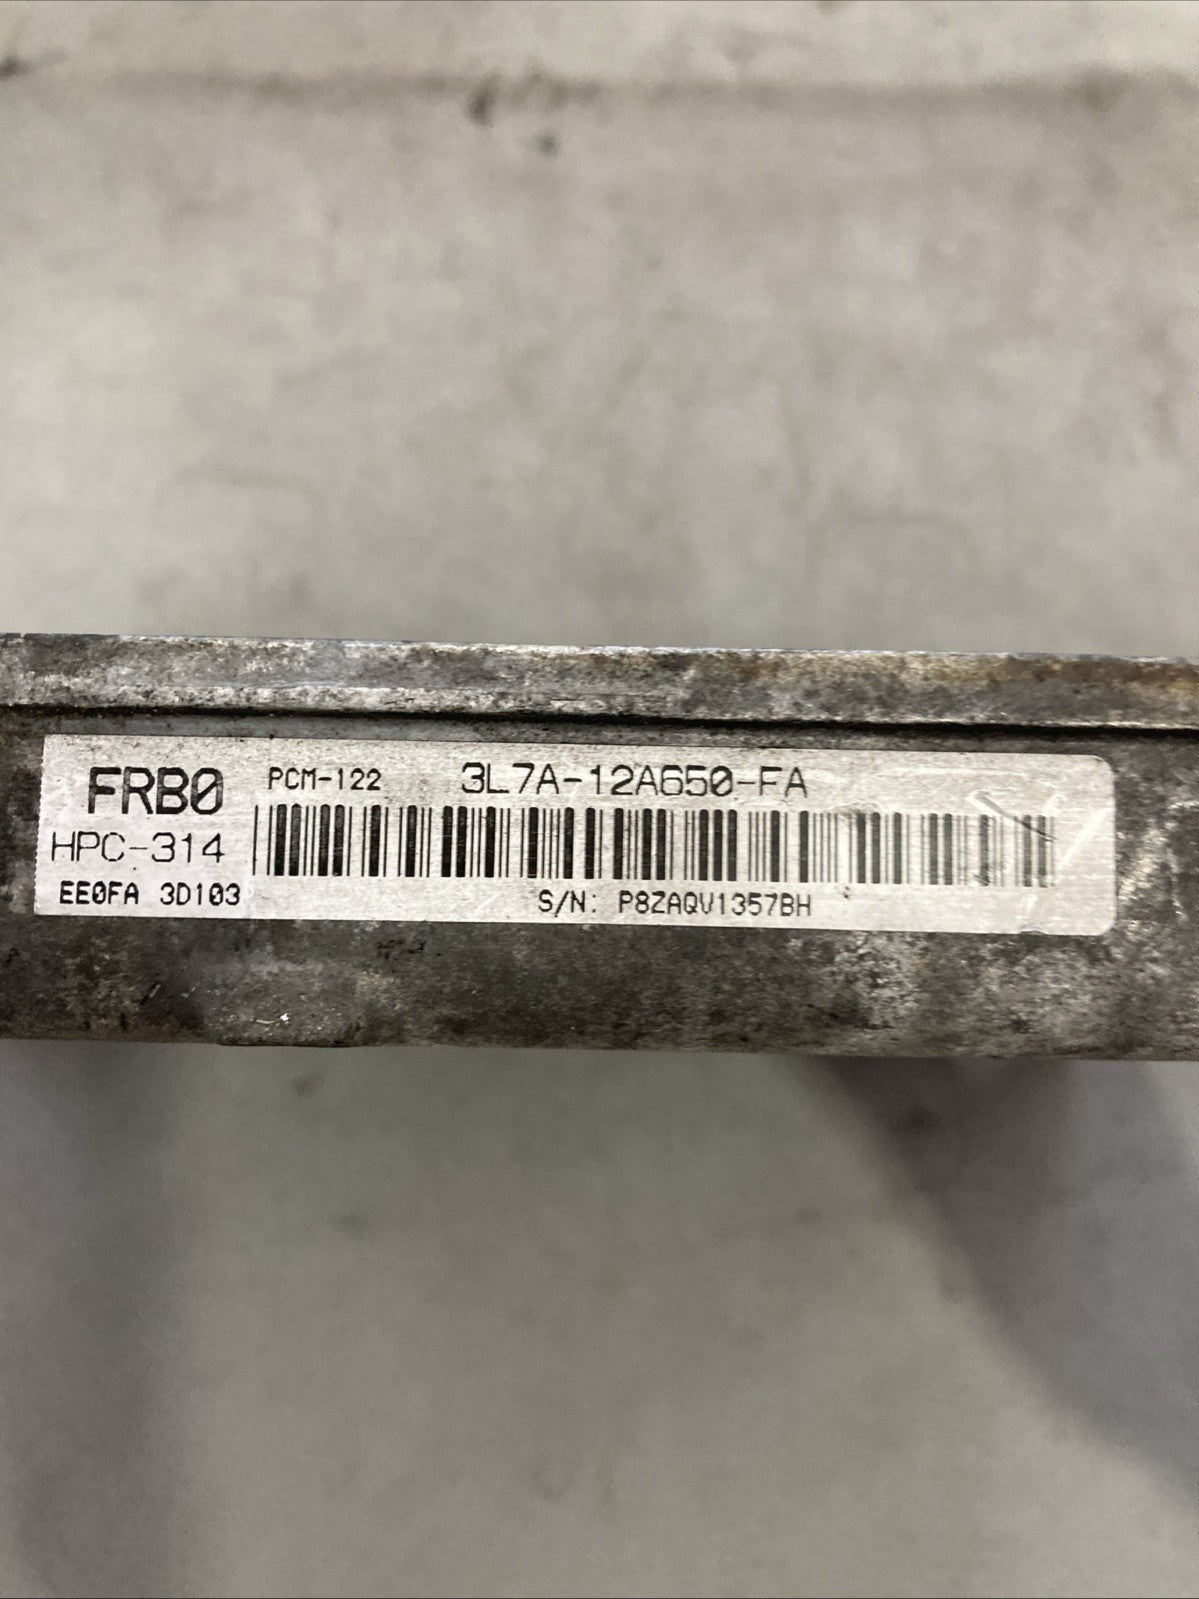 FRB0 PCM-122 3L7A-12A650-FA
HPC-314
EE0FA 3D103 S/N: P8ZAQV1357BH